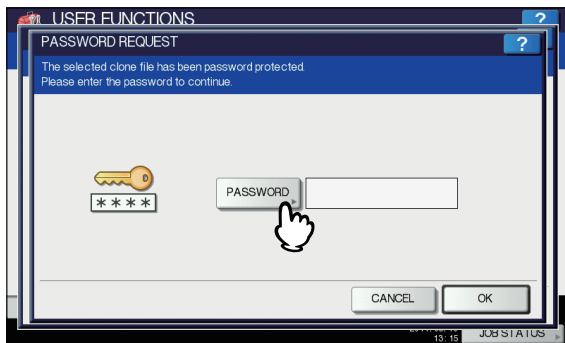 USER FUNCTIONS
?
PASSWORD REQUEST
?
The selected clone file has been password protected.
Please enter the password to continue.
****
PASSWORD
CANCEL
OK
13:15
JOB STATUS